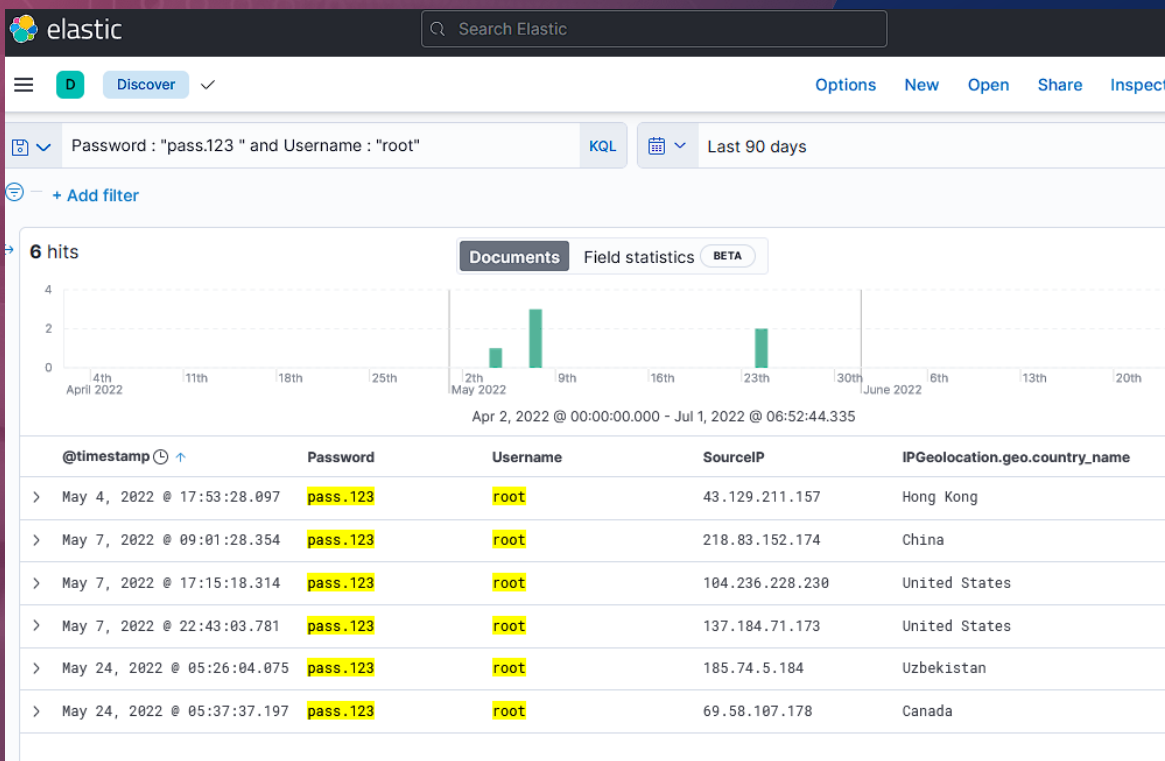 elastic
Search Elastic
D Discover Options New Open Share Inspect
Password : "pass.123 " and Username : "root" KQL Last 90 days
+ Add filter
6 hits
Documents Field statistics BETA
4
2
0
4th 11th 18th 25th 2nd 9th 16th 23th 30th 6th 13th 20th
April 2022 May 2022 June 2022
Apr 2, 2022 @ 00:00:00.000 - Jul 1, 2022 @ 06:52:44.335
@timestamp Password Username SourceIP IPGeolocation.geo.country_name
May 4, 2022 @ 17:53:28.097 pass.123 root 43.129.211.157 Hong Kong
May 7, 2022 @ 09:01:28.354 pass.123 root 218.83.152.174 China
May 7, 2022 @ 17:15:18.314 pass.123 root 104.236.228.230 United States
May 7, 2022 @ 22:43:03.781 pass.123 root 137.184.71.173 United States
May 24, 2022 @ 05:26:04.075 pass.123 root 185.74.5.184 Uzbekistan
May 24, 2022 @ 05:37:37.197 pass.123 root 69.58.107.178 Canada